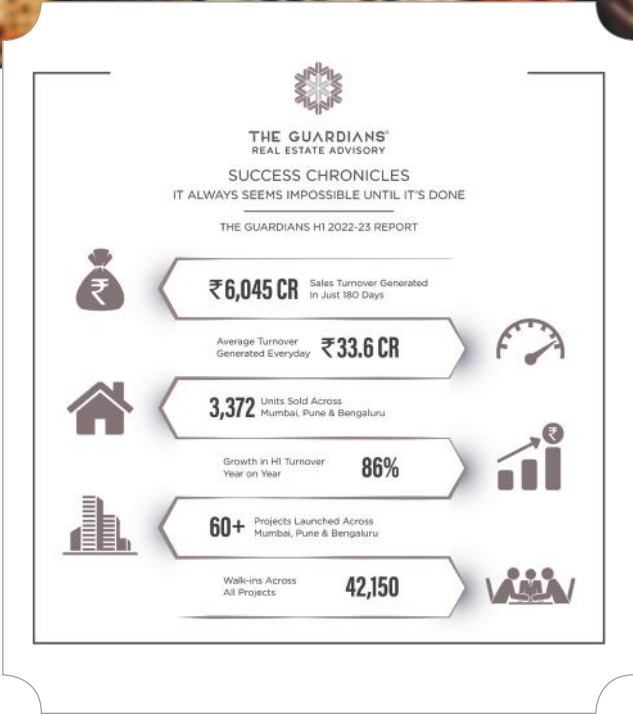 THE GUARDIANS®
REAL ESTATE ADVISORY
SUCCESS CHRONICLES
IT ALWAYS SEEMS IMPOSSIBLE UNTIL IT'S DONE
THE GUARDIANS H1 2022-23 REPORT
₹
₹6,045 CR
Sales Turnover Generated
In Just 180 Days
Average Turnover
Generated Everyday
₹33.6 CR
3,372
Units Sold Across
Mumbai, Pune & Bengaluru
Growth in H1 Turnover
Year on Year
86%
₹
60+
Projects Launched Across
Mumbai, Pune & Bengaluru
Walk-ins Across
All Projects
42,150